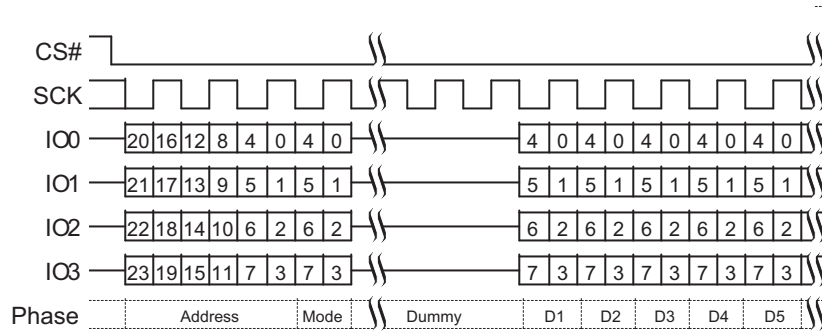 CS#
SCK
IO0 20 16 12 8 4 0 4 0 4 0 4 0 4 0 4 0 4 0
IO1 21 17 13 9 5 1 5 1 5 1 5 1 5 1 5 1 5 1
IO2 22 18 14 10 6 2 6 2 6 2 6 2 6 2 6 2 6 2
IO3 23 19 15 11 7 3 7 3 7 3 7 3 7 3 7 3 7 3
Phase Address Mode Dummy D1 D2 D3 D4 D5